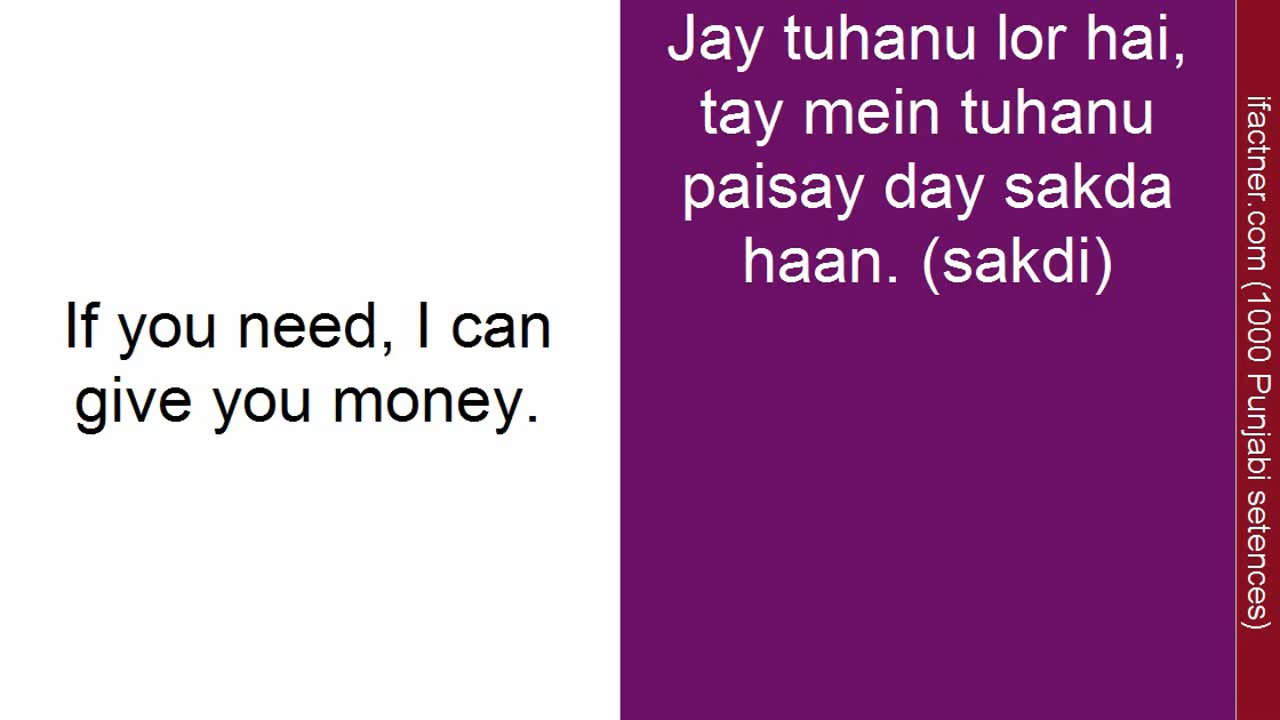 If you need, I can
give you money.
Jay tuhanu lor hai,
tay mein tuhanu
paisay day sakda
haan. (sakdi)
ifactner.com (1000 Punjabi setences)